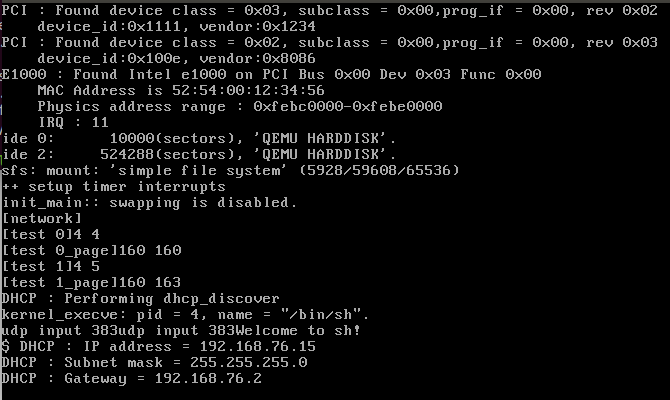 PCI : Found device class = 0x03, subclass = 0x00,prog_if = 0x00, rev 0x02
device_id:0x1111, vendor:0x1234
PCI : Found device class = 0x02, subclass = 0x00,prog_if = 0x00, rev 0x03
device_id:0x100e, vendor:0x8086
E1000 : Found Intel e1000 on PCI Bus 0x00 Dev 0x03 Func 0x00
MAC Address is 52:54:00:12:34:56
Physics address range : 0xfebc0000-0xfebe0000
IRQ : 11
ide 0:      10000(sectors), 'QEMU HARDDISK'.
ide 2:     524288(sectors), 'QEMU HARDDISK'.
sfs: mount: 'simple file system' (5928/59608/65536)
++ setup timer interrupts
init_main:: swapping is disabled.
[network]
[test 0]4 4
[test 0_page]160 160
[test 1]4 5
[test 1_page]160 163
DHCP : Performing dhcp_discover
kernel_execve: pid = 4, name = "/bin/sh".
udp input 383udp input 383Welcome to sh!
$ DHCP : IP address = 192.168.76.15
DHCP : Subnet mask = 255.255.255.0
DHCP : Gateway = 192.168.76.2